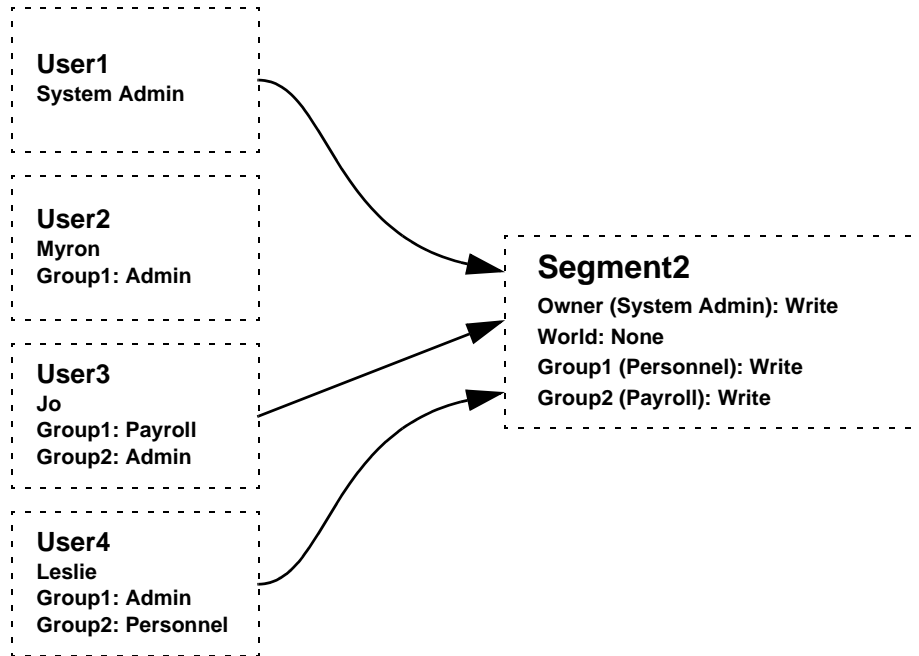 User1
System Admin
User2
Myron
Group1: Admin
User3
Jo
Group1: Payroll
Group2: Admin
User4
Leslie
Group1: Admin
Group2: Personnel
Segment2
Owner (System Admin): Write
World: None
Group1 (Personnel): Write
Group2 (Payroll): Write